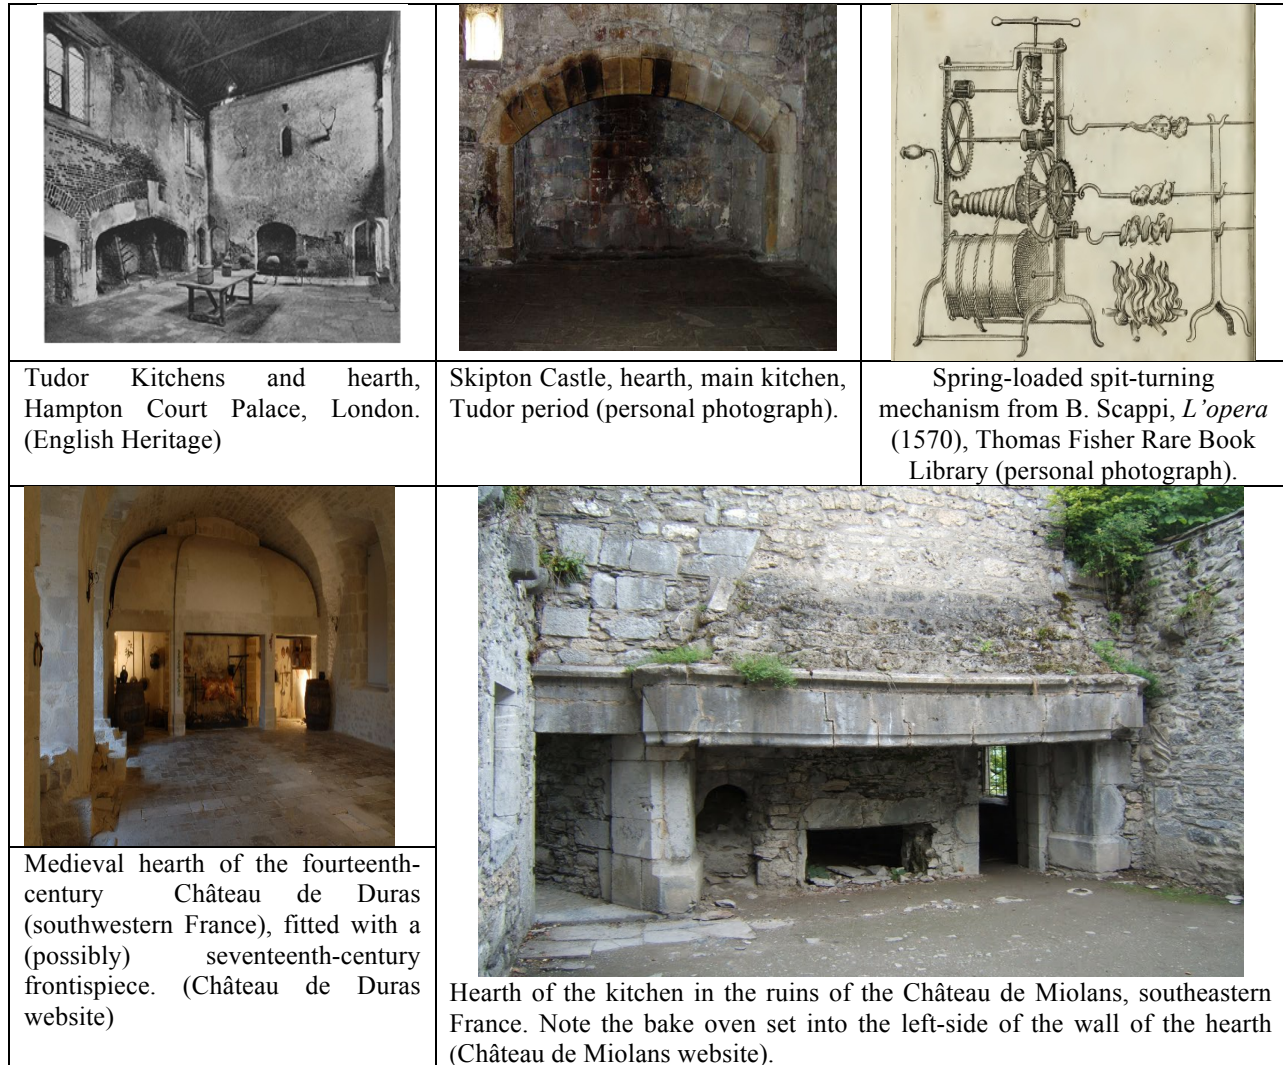 Tudor Kitchens and hearth,
Hampton Court Palace, London.
(English Heritage)
Skipton Castle, hearth, main kitchen,
Tudor period (personal photograph).
Spring-loaded spit-turning
mechanism from B. Scappi, L’opera
(1570), Thomas Fisher Rare Book
Library (personal photograph).
Medieval hearth of the fourteenth-
century Château de Duras
(southwestern France), fitted with a
(possibly) seventeenth-century
frontispiece. (Château de Duras
website)
Hearth of the kitchen in the ruins of the Château de Miolans, southeastern
France. Note the bake oven set into the left-side of the wall of the hearth
(Château de Miolans website).